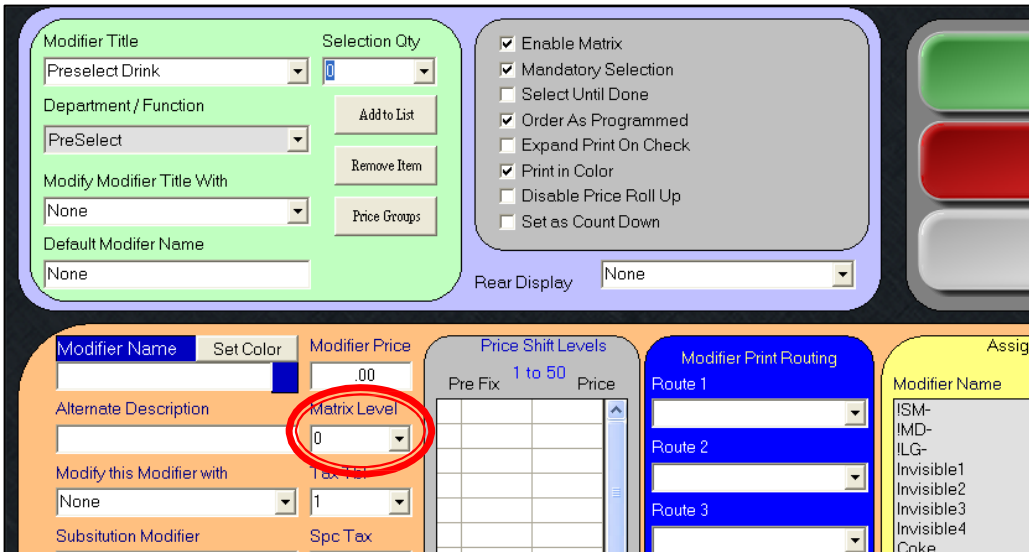 Modifier Title
Selection Qty
Preselect Drink
0
Department / Function
Add to List
PreSelect
Remove Item
Modify Modifier Title With
None
Price Groups
Default Modifer Name
None
Enable Matrix
Mandatory Selection
Select Until Done
Order As Programmed
Expand Print On Check
Print in Color
Disable Price Roll Up
Set as Count Down
Rear Display
None
Modifier Name
Set Color
Modifier Price
.00
Alternate Description
Matrix Level
0
Modify this Modifier with
None
1
Subsitution Modifier
Spc Tax
Price Shift Levels
1 to 50
Pre Fix
Price
Modifier Print Routing
Route 1
Route 2
Route 3
Assig
Modifier Name
!SM-
!MD-
!LG-
Invisible1
Invisible2
Invisible3
Invisible4
Coke